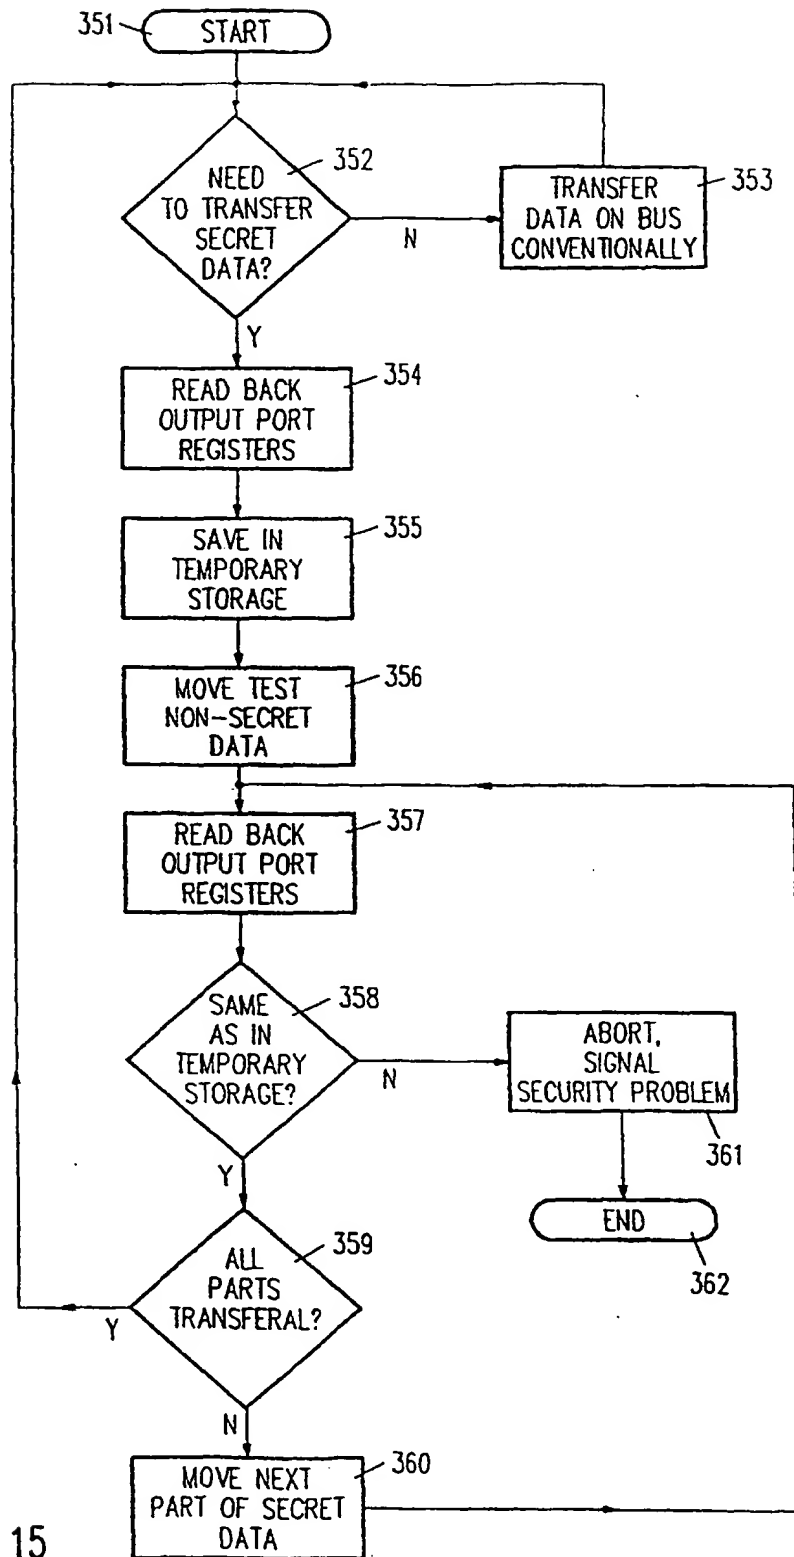 351
START
352
NEED
TO TRANSFER
SECRET
DATA?
N
Y
353
TRANSFER
DATA ON BUS
CONVENTIONALLY
354
READ BACK
OUTPUT PORT
REGISTERS
355
SAVE IN
TEMPORARY
STORAGE
356
MOVE TEST
NON-SECRET
DATA
357
READ BACK
OUTPUT PORT
REGISTERS
358
SAME
AS IN
TEMPORARY
STORAGE?
N
Y
ABORT,
SIGNAL
SECURITY PROBLEM
361
END
362
359
ALL
PARTS
TRANSFERAL?
Y
N
360
MOVE NEXT
PART OF SECRET
DATA
15